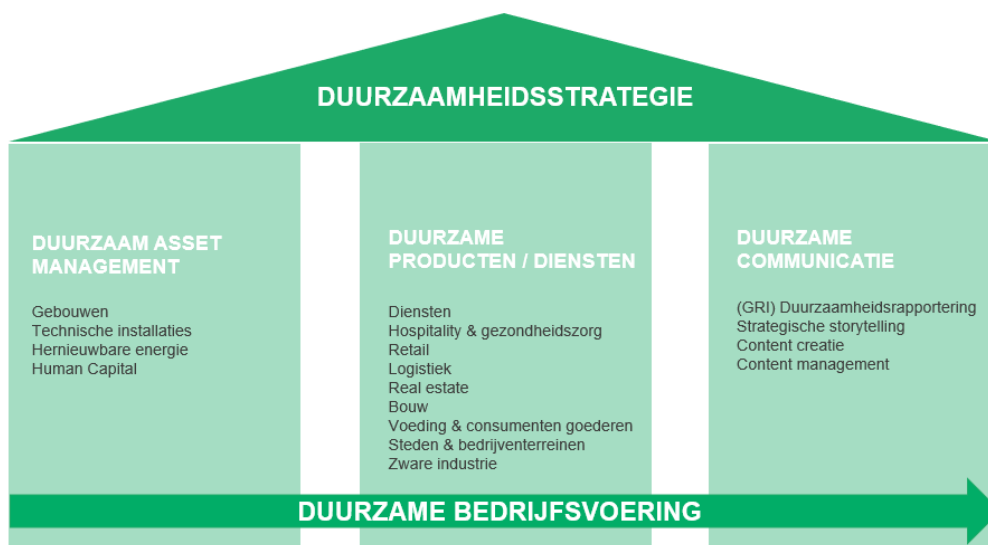 DUURZAAMHEIDSSTRATEGIE
DUURZAAM ASSET
MANAGEMENT
Gebouwen
Technische installaties
Hernieuwbare energie
Human Capital
DUURZAME
PRODUCTEN / DIENSTEN
Diensten
Hospitality & gezondheidszorg
Retail
Logistiek
Real estate
Bouw
Voeding & consumenten goederen
Steden & bedrijventerreinen
Zware industrie
DUURZAME
COMMUNICATIE
(GRI) Duurzaamheidsrapportering
Strategische storytelling
Content creatie
Content management
DUURZAME BEDRIJFSVOERING